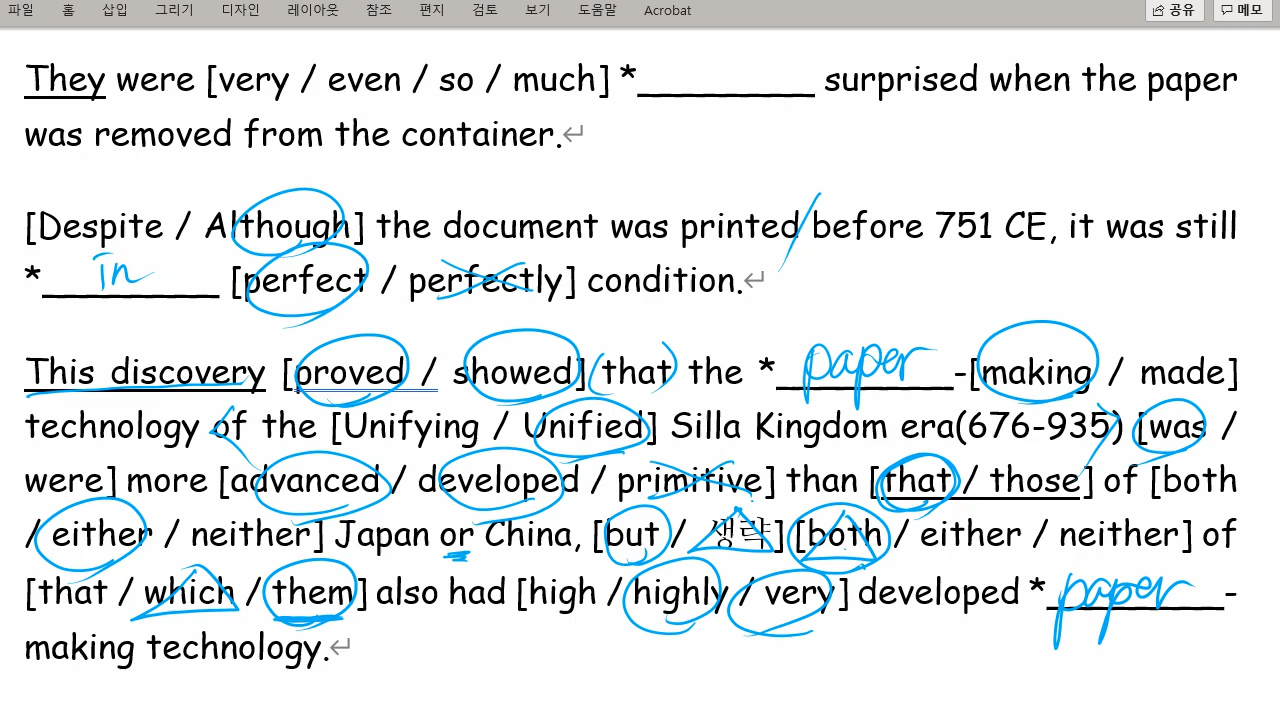 파일 홈 삽입 그리기 디자인 레이아웃 참조 편지 검토 보기 도움말 Acrobat 공유 메모
They were [very / even / so / much] *________ surprised when the paper
was removed from the container.↵
[Despite / Although] the document was printed / before 751 CE, it was still
*___in___ [perfect / perfectly] condition.↵
This discovery [proved / showed] (that) the *___paper___-[making / made]
technology of the [Unifying / Unified] Silla Kingdom era(676-935) [was /
were] more [advanced / developed / primitive] than [that / those] of [both
/ either / neither] Japan or China, [but / 생략] [both / either / neither] of
[that / which / them] also had [high / highly / very] developed *___paper___-
making technology.↵